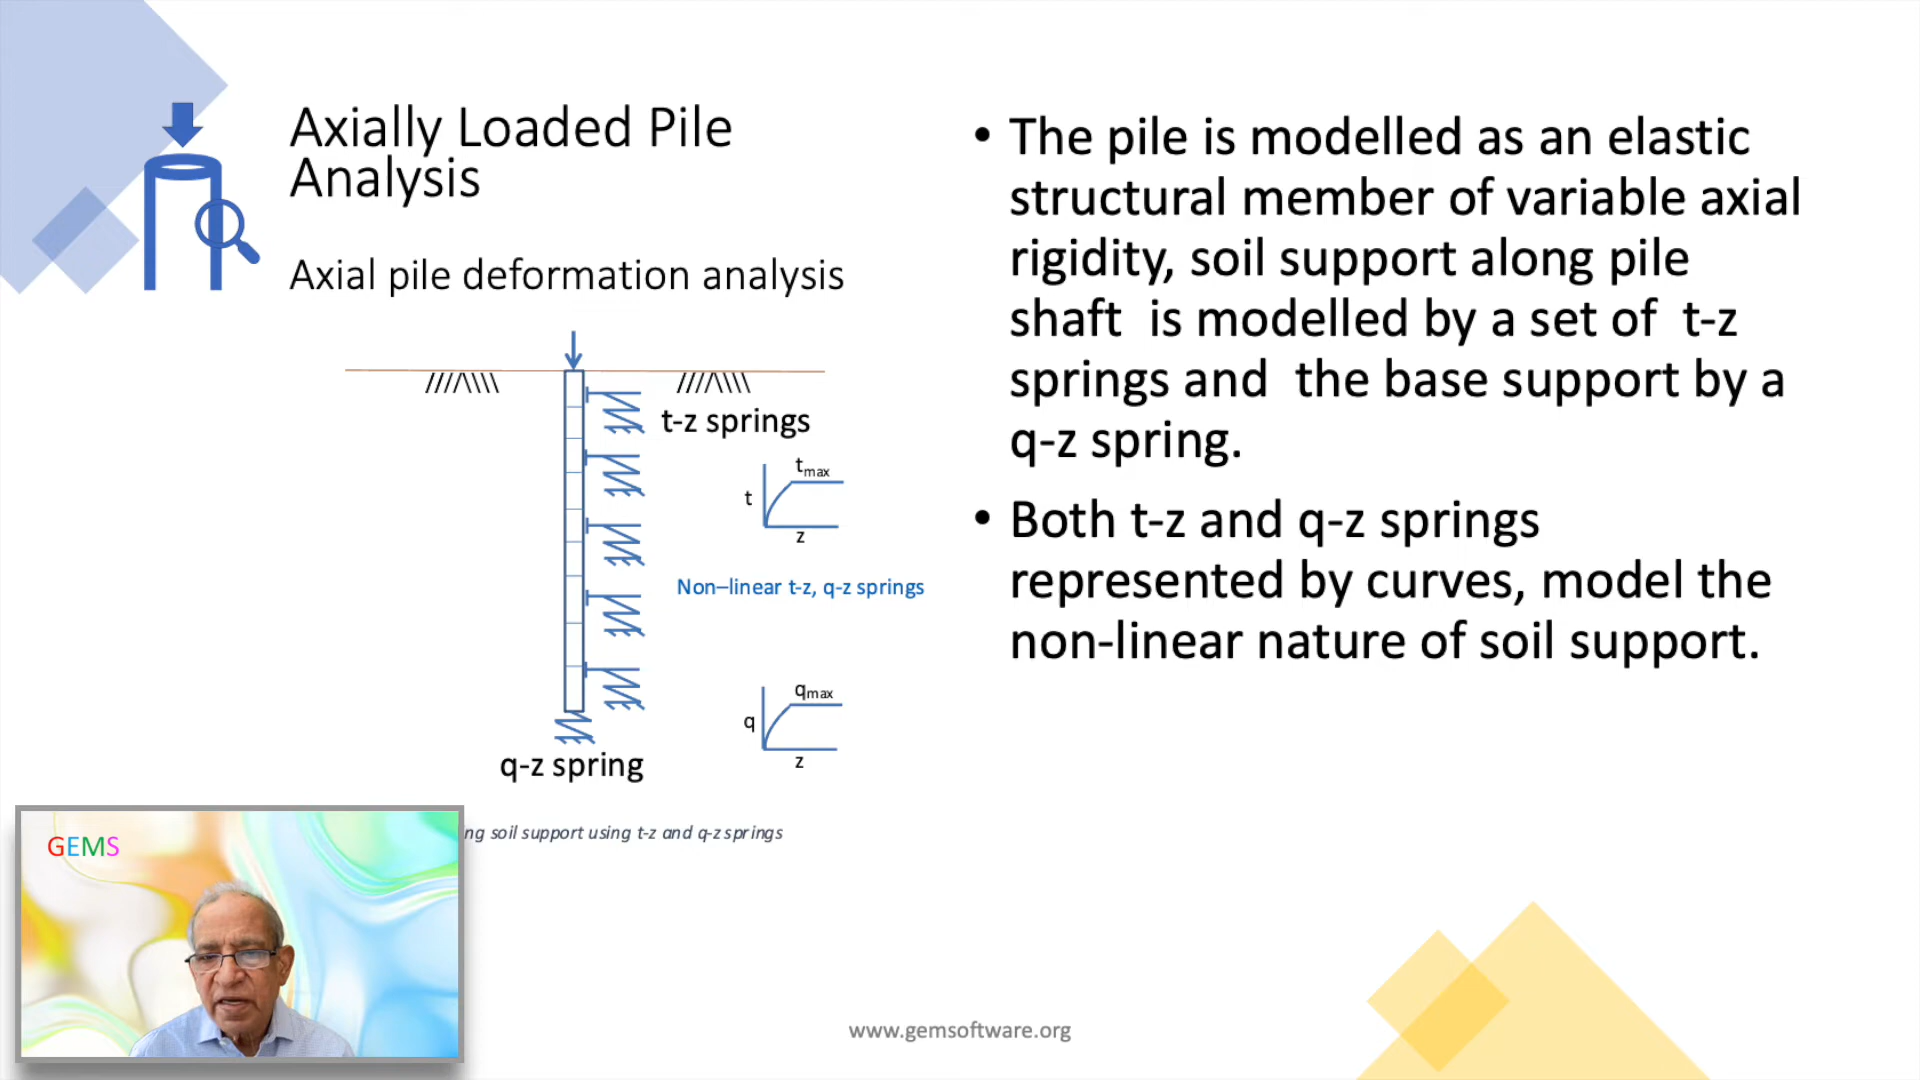 Axially Loaded Pile
Analysis
Axial pile deformation analysis
t-z springs
tmax
t
z
Non–linear t-z, q-z springs
qmax
q
z
q-z spring
ng soil support using t-z and q-z springs
GEMS
• The pile is modelled as an elastic
structural member of variable axial
rigidity, soil support along pile
shaft is modelled by a set of t-z
springs and the base support by a
q-z spring.
• Both t-z and q-z springs
represented by curves, model the
non-linear nature of soil support.
www.gemsoftware.org